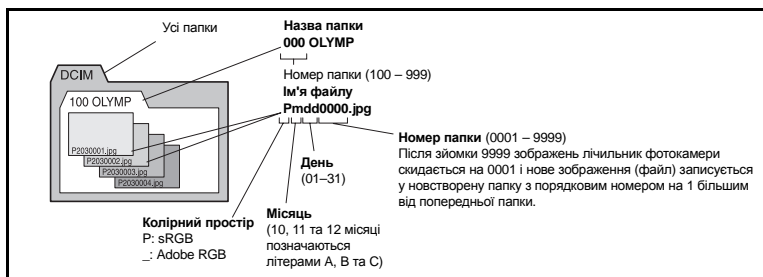 Усі папки
DCIM
100 OLYMP
P2030001.jpg
P2030002.jpg
P2030003.jpg
P2030004.jpg
Назва папки
000 OLYMP
Номер папки (100 – 999)
Ім'я файлу
Pmdd0000.jpg
Колірний простір
P: sRGB
_: Adobe RGB
Місяць
(10, 11 та 12 місяці
позначаються
літерами A, B та C)
День
(01–31)
Номер папки (0001 – 9999)
Після зйомки 9999 зображень лічильник фотокамери
скидається на 0001 і нове зображення (файл) записується
у новстворену папку з порядковим номером на 1 більшим
від попередньої папки.